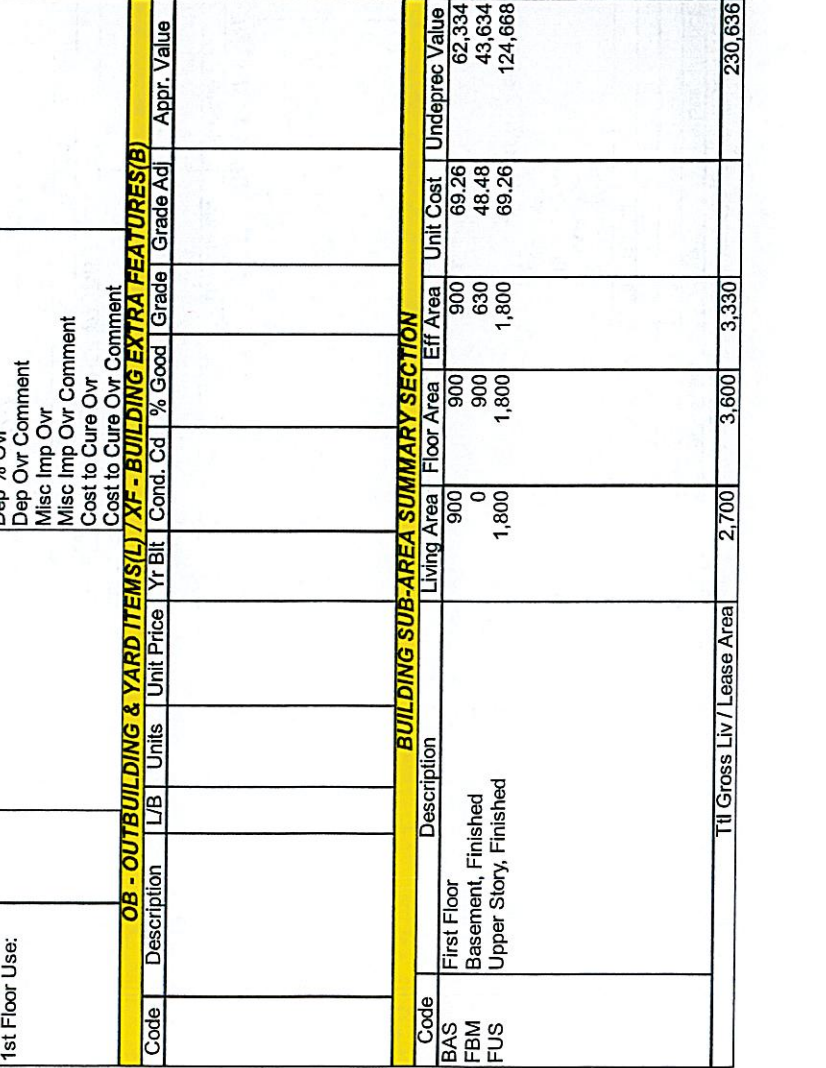 Dep Ovr Comment
Misc Imp Ovr
Misc Imp Ovr Comment
Cost to Cure Ovr
Cost to Cure Ovr Comment
1st Floor Use:
OB - OUTBUILDING & YARD ITEMS(L) / XF - BUILDING EXTRA FEATURES(B)
Code Description L/B Units Unit Price Yr Blt Cond. Cd % Good Grade Grade Adj Appr. Value
BUILDING SUB-AREA SUMMARY SECTION
Code Description Living Area Floor Area Eff Area Unit Cost Undeprec Value
BAS First Floor 900 900 900 69.26 62,334
FBM Basement, Finished 0 900 630 48.48 43,634
FUS Upper Story, Finished 1,800 1,800 1,800 69.26 124,668
Ttl Gross Liv / Lease Area 2,700 3,600 3,330 230,636